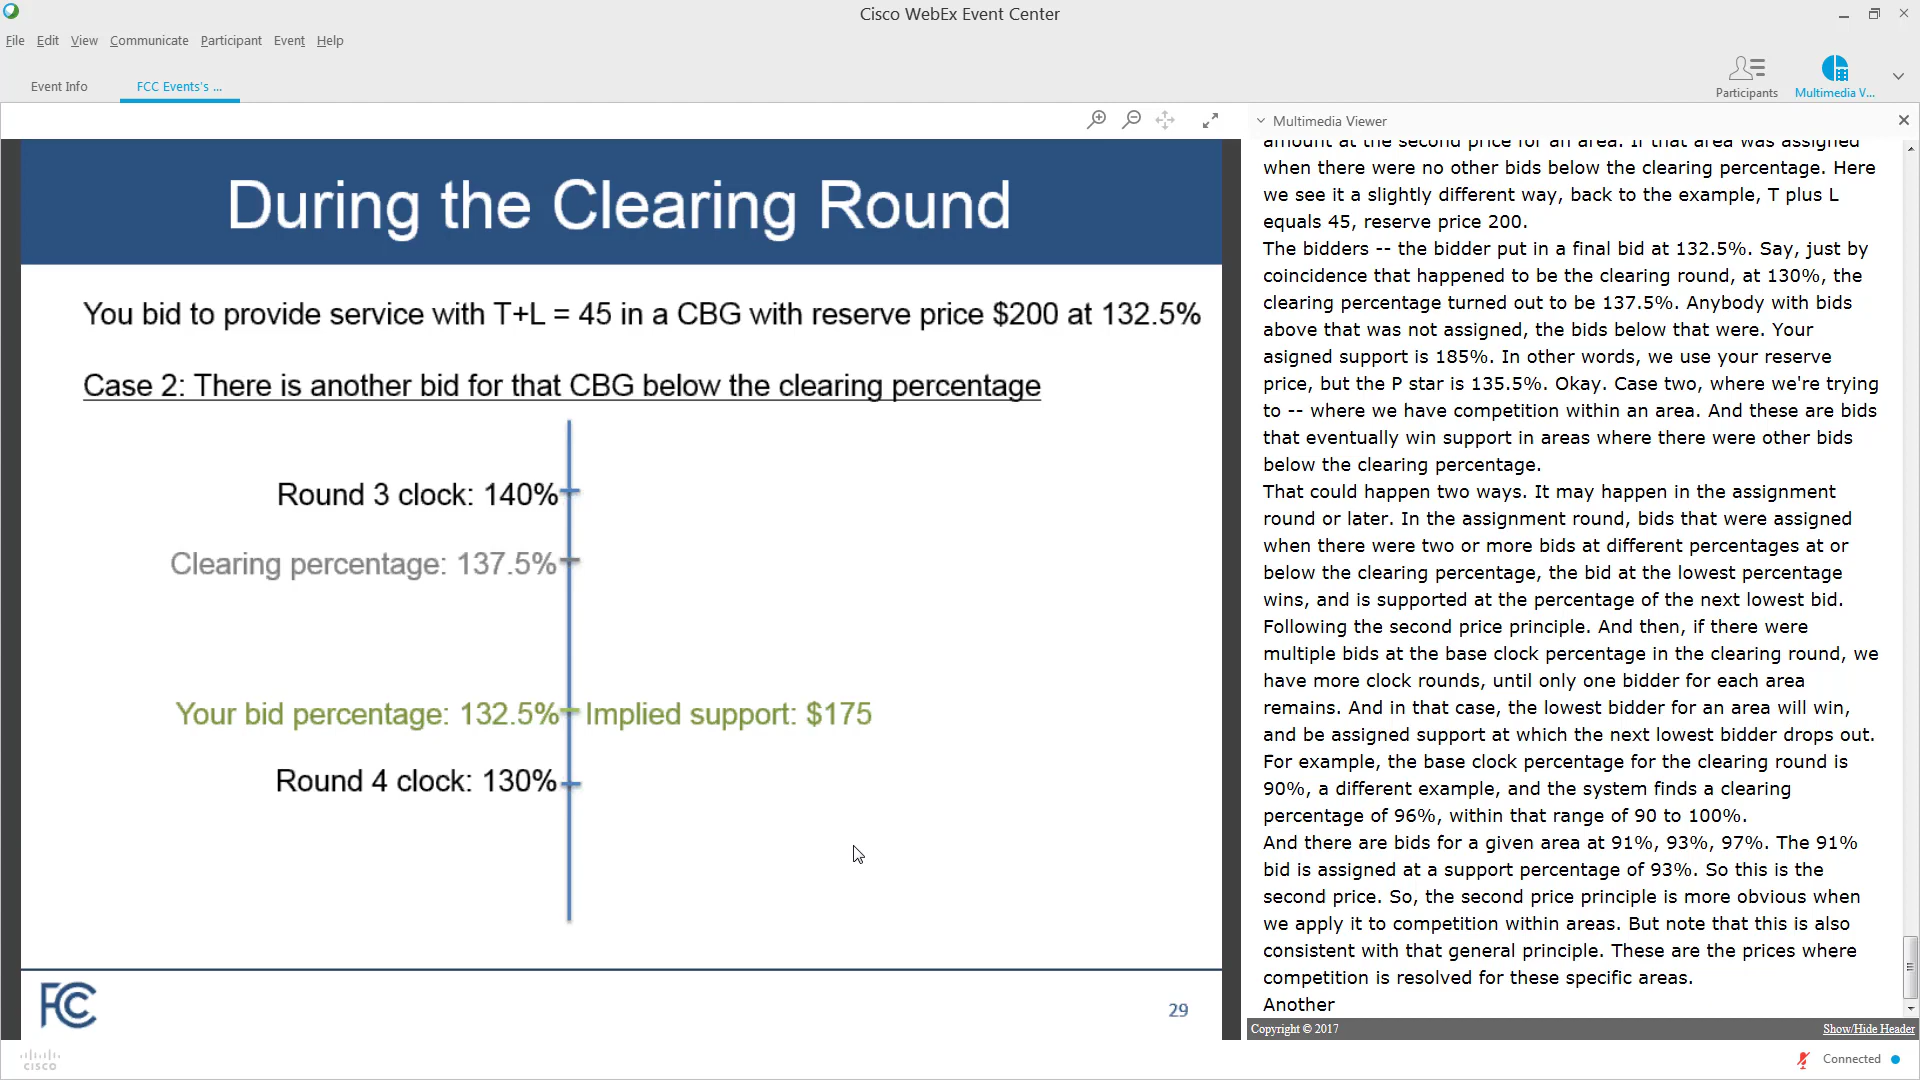 Cisco WebEx Event Center
File Edit View Communicate Participant Event Help
Event Info FCC Events's ...
Participants Multimedia V...
During the Clearing Round
You bid to provide service with T+L = 45 in a CBG with reserve price $200 at 132.5%
Case 2: There is another bid for that CBG below the clearing percentage
Round 3 clock: 140%
Clearing percentage: 137.5%
Your bid percentage: 132.5% Implied support: $175
Round 4 clock: 130%
FCC
29
cisco
Multimedia Viewer
amount at the second price for an area. If that area was assigned
when there were no other bids below the clearing percentage. Here
we see it a slightly different way, back to the example, T plus L
equals 45, reserve price 200.
The bidders -- the bidder put in a final bid at 132.5%. Say, just by
coincidence that happened to be the clearing round, at 130%, the
clearing percentage turned out to be 137.5%. Anybody with bids
above that was not assigned, the bids below that were. Your
asigned support is 185%. In other words, we use your reserve
price, but the P star is 135.5%. Okay. Case two, where we're trying
to -- where we have competition within an area. And these are bids
that eventually win support in areas where there were other bids
below the clearing percentage.
That could happen two ways. It may happen in the assignment
round or later. In the assignment round, bids that were assigned
when there were two or more bids at different percentages at or
below the clearing percentage, the bid at the lowest percentage
wins, and is supported at the percentage of the next lowest bid.
Following the second price principle. And then, if there were
multiple bids at the base clock percentage in the clearing round, we
have more clock rounds, until only one bidder for each area
remains. And in that case, the lowest bidder for an area will win,
and be assigned support at which the next lowest bidder drops out.
For example, the base clock percentage for the clearing round is
90%, a different example, and the system finds a clearing
percentage of 96%, within that range of 90 to 100%.
And there are bids for a given area at 91%, 93%, 97%. The 91%
bid is assigned at a support percentage of 93%. So this is the
second price. So, the second price principle is more obvious when
we apply it to competition within areas. But note that this is also
consistent with that general principle. These are the prices where
competition is resolved for these specific areas.
Another
Copyright © 2017 Show/Hide Header
Connected